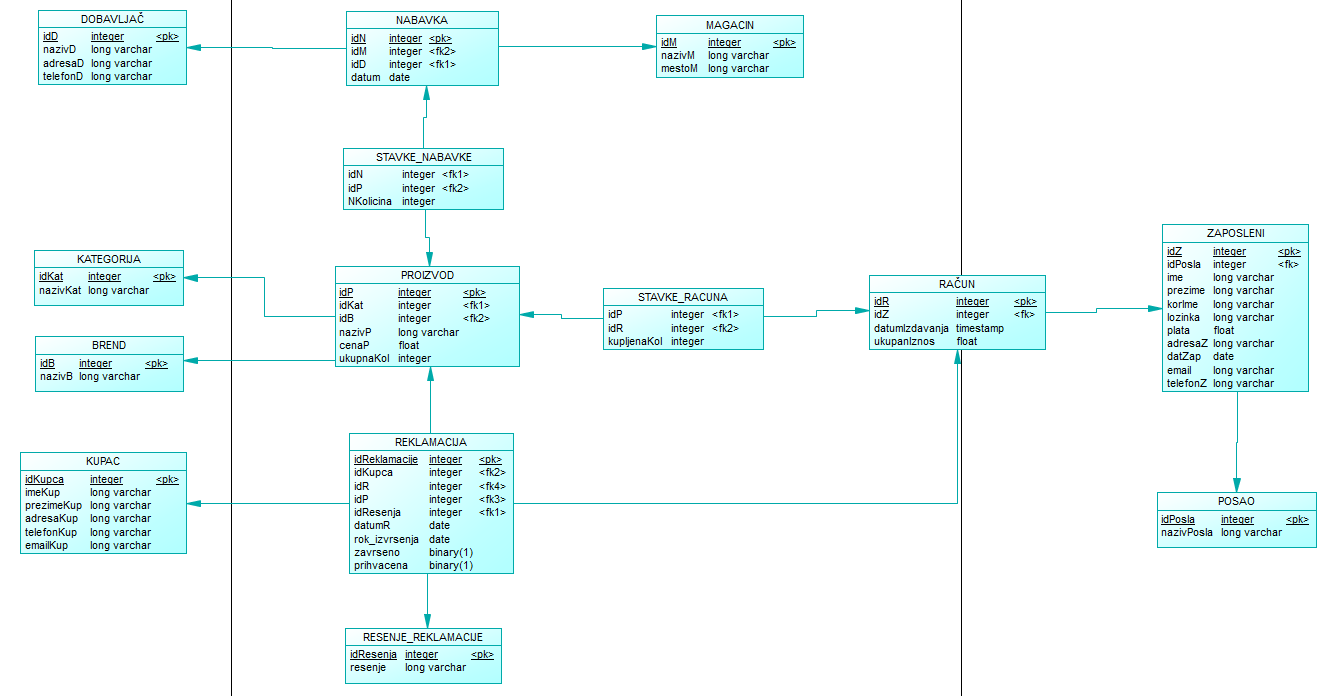 DOBAVLJAČ
idD integer <pk>
nazivD long varchar
adresaD long varchar
telefonD long varchar
NABAVKA
idN integer <pk>
idM integer <fk2>
idD integer <fk1>
datum date
MAGACIN
idM integer <pk>
nazivM long varchar
mestoM long varchar
STAVKE_NABAVKE
idN integer <fk1>
idP integer <fk2>
NKolicina integer
KATEGORIJA
idKat integer <pk>
nazivKat long varchar
PROIZVOD
idP integer <pk>
idKat integer <fk1>
idB integer <fk2>
nazivP long varchar
cenaP float
ukupnaKol integer
STAVKE_RACUNA
idP integer <fk1>
idR integer <fk2>
kupljenaKol integer
RAČUN
idR integer <pk>
idZ integer <fk>
datumIzdavanja timestamp
ukupanIznos float
ZAPOSLENI
idZ integer <pk>
idPosla integer <fk>
ime long varchar
prezime long varchar
korIme long varchar
lozinka long varchar
plata float
adresaZ long varchar
datZap date
email long varchar
telefonZ long varchar
BREND
idB integer <pk>
nazivB long varchar
KUPAC
idKupca integer <pk>
imeKup long varchar
prezimeKup long varchar
adresaKup long varchar
telefonKup long varchar
emailKup long varchar
REKLAMACIJA
idReklamacije integer <pk>
idKupca integer <fk2>
idR integer <fk4>
idP integer <fk3>
idResenja integer <fk1>
datumR date
rok_izvrsenja date
zavrseno binary(1)
prihvacena binary(1)
POSAO
idPosla integer <pk>
nazivPosla long varchar
RESENJE_REKLAMACIJE
idResenja integer <pk>
resenje long varchar